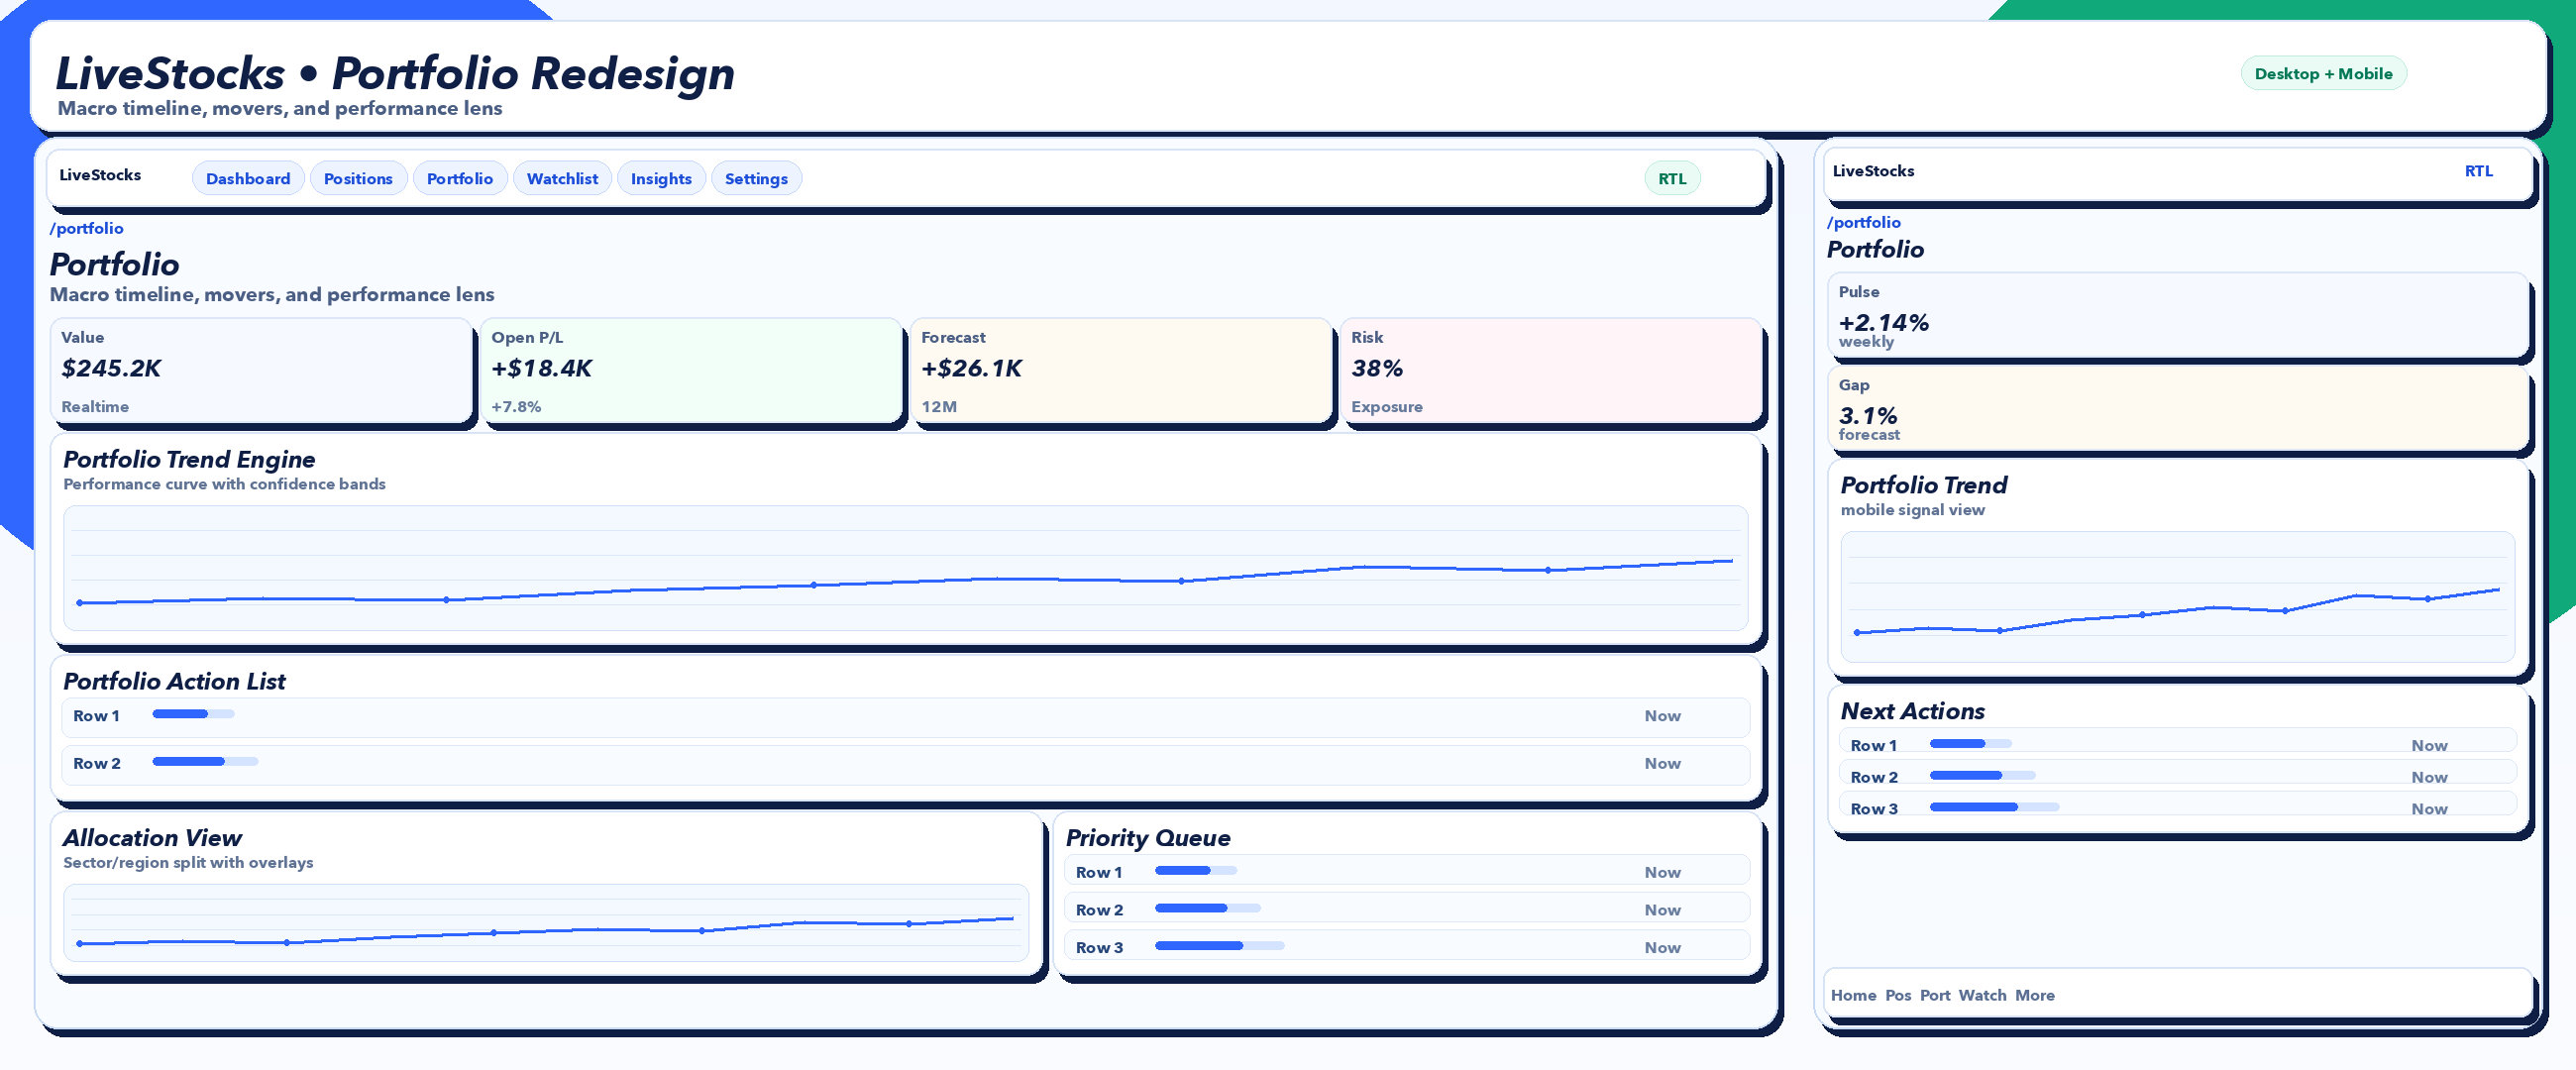 LiveStocks • Portfolio Redesign
Macro timeline, movers, and performance lens
Desktop + Mobile
LiveStocks Dashboard Positions Portfolio Watchlist Insights Settings RTL
/portfolio
Portfolio
Macro timeline, movers, and performance lens
Value
$245.2K
Realtime
Open P/L
+$18.4K
+7.8%
Forecast
+$26.1K
12M
Risk
38%
Exposure
Portfolio Trend Engine
Performance curve with confidence bands
Portfolio Action List
Row 1 Now
Row 2 Now
Allocation View
Sector/region split with overlays
Priority Queue
Row 1 Now
Row 2 Now
Row 3 Now
LiveStocks RTL
/portfolio
Portfolio
Pulse
+2.14%
weekly
Gap
3.1%
forecast
Portfolio Trend
mobile signal view
Next Actions
Row 1 Now
Row 2 Now
Row 3 Now
Home Pos Port Watch More